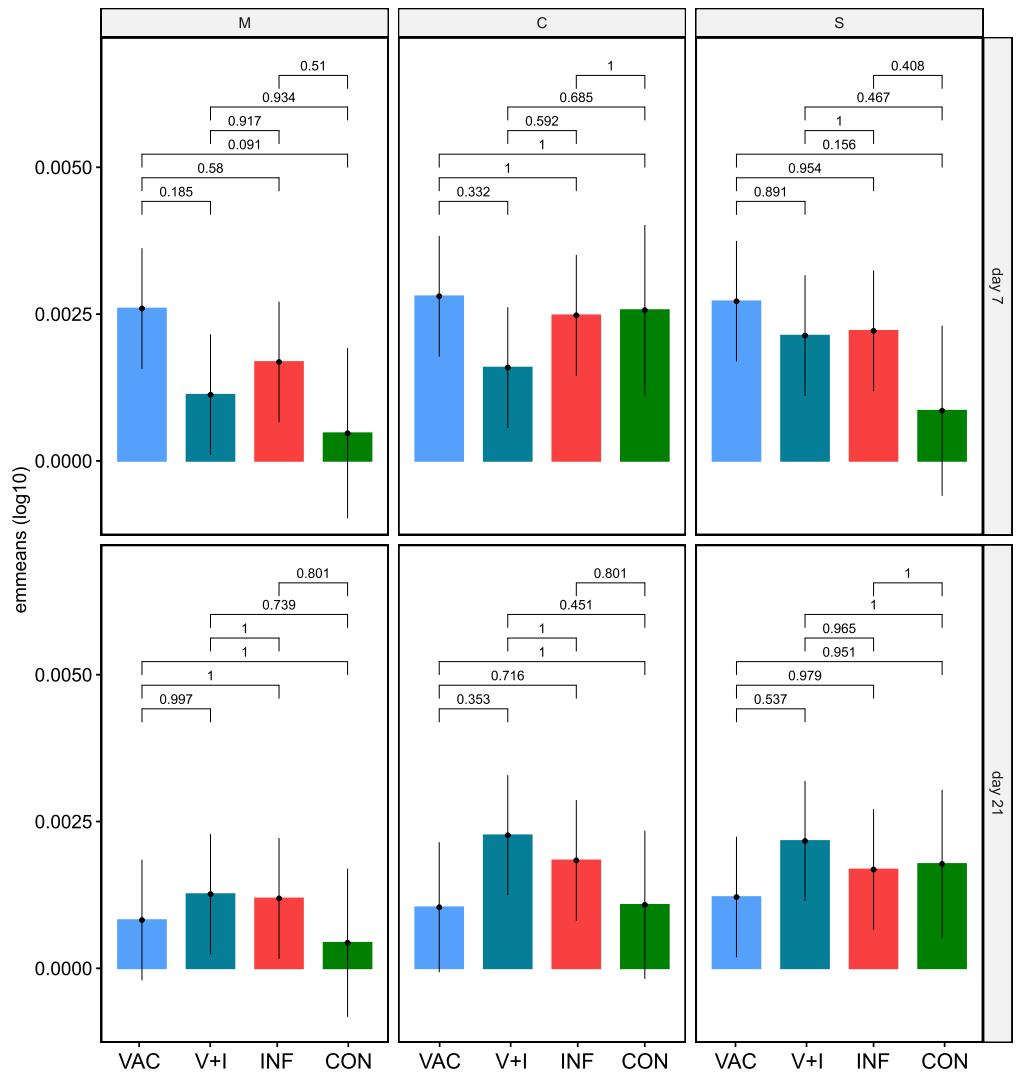 M C S
0.51 1 0.408
0.934 0.685 0.467
0.917 0.592 1
0.091 1 0.156
0.0050
0.58 1 0.954
0.185 0.332 0.891
day 7
0.0025
0.0000
emmeans (log10)
0.801 0.801 1
0.739 0.451 1
1 1 0.965
1 1 0.951
0.0050
1 0.716 0.979
0.997 0.353 0.537
day 21
0.0025
0.0000
VAC V+I INF CON VAC V+I INF CON VAC V+I INF CON